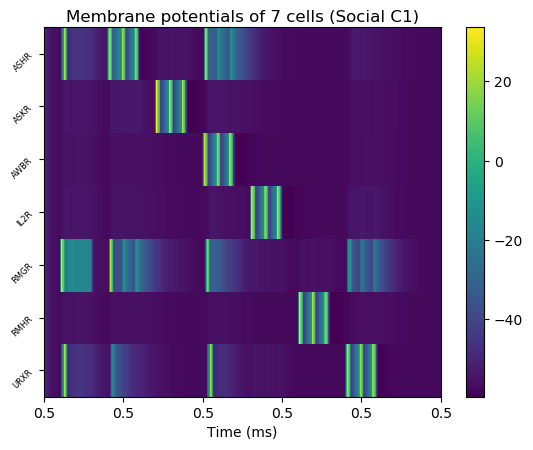 Membrane potentials of 7 cells (Social C1)
ASHR
ASKR
AWBR
IL2R
RMGR
RMHR
URXR
0.5 0.5 0.5 0.5 0.5 0.5
Time (ms)
20
0
−20
−40